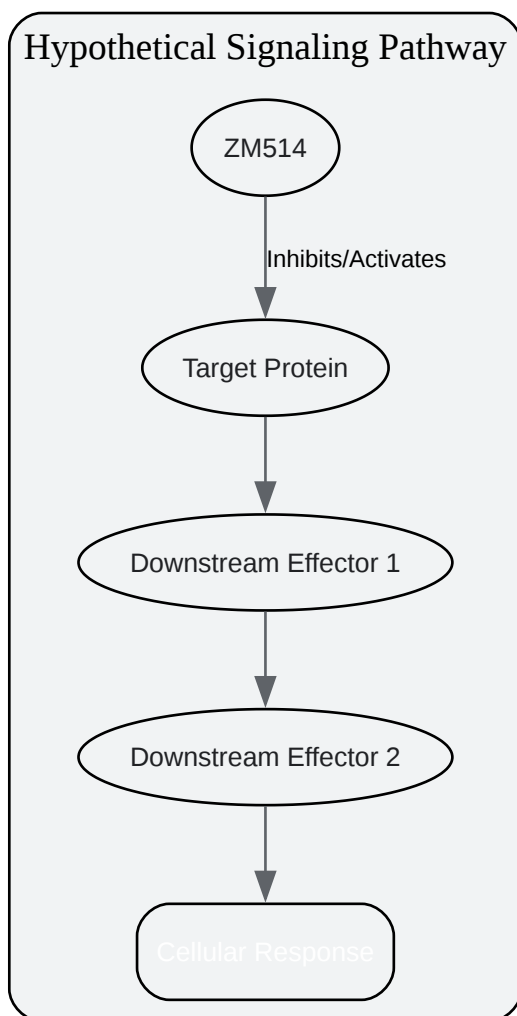 Hypothetical Signaling Pathway
ZM514
Inhibits/Activates
Target Protein
Downstream Effector 1
Downstream Effector 2
Cellular Response